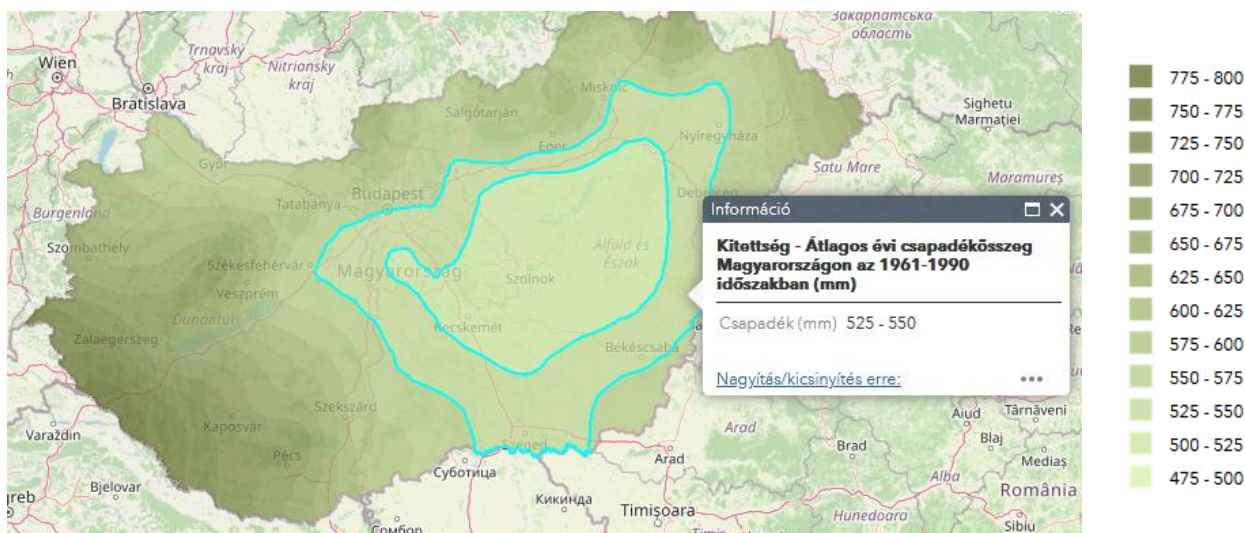 Закарпатська
область
Trnavský
kraj
Nitriansky
kraj
Wien
Bratislava
Miskolc
Salgótarján
Sighetu
Marmației
Nyíregyháza
Eger
Győr
Satu Mare
Maramureș
Budapest
Debrecen
Tatabánya
Burgenland
Szombathely
Alföld és
Észak
Székesfehérvár
Magyarország
Szolnok
Veszprém
Dunántúl
Zalaegerszeg
Kecskemét
Békéscsaba
Szekszárd
Kaposvár
Szeged
Pécs
Varaždin
Суботица
Arad
Arad
Brad
Aiud
Târnăveni
Blaj
Mediaș
Alba
România
Bjelovar
Кикинда
Timișoara
Hunedoara
Sibiu
Сомбор
Timiș
Információ
Kitettség - Átlagos évi csapadékösszeg
Magyarországon az 1961-1990
időszakban (mm)
Csapadék (mm) 525 - 550
Nagyítás/kicsinyítés erre:
775 - 800
750 - 775
725 - 750
700 - 725
675 - 700
650 - 675
625 - 650
600 - 625
575 - 600
550 - 575
525 - 550
500 - 525
475 - 500